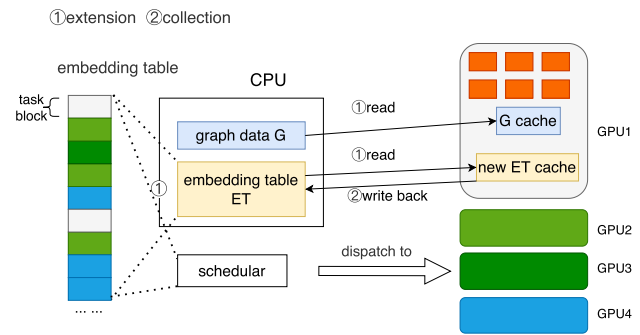 ①extension ②collection
embedding table
task
block
... ...
CPU
graph data G
①
embedding table
ET
schedular
①read
①read
②write back
dispatch to
G cache
new ET cache
GPU1
GPU2
GPU3
GPU4